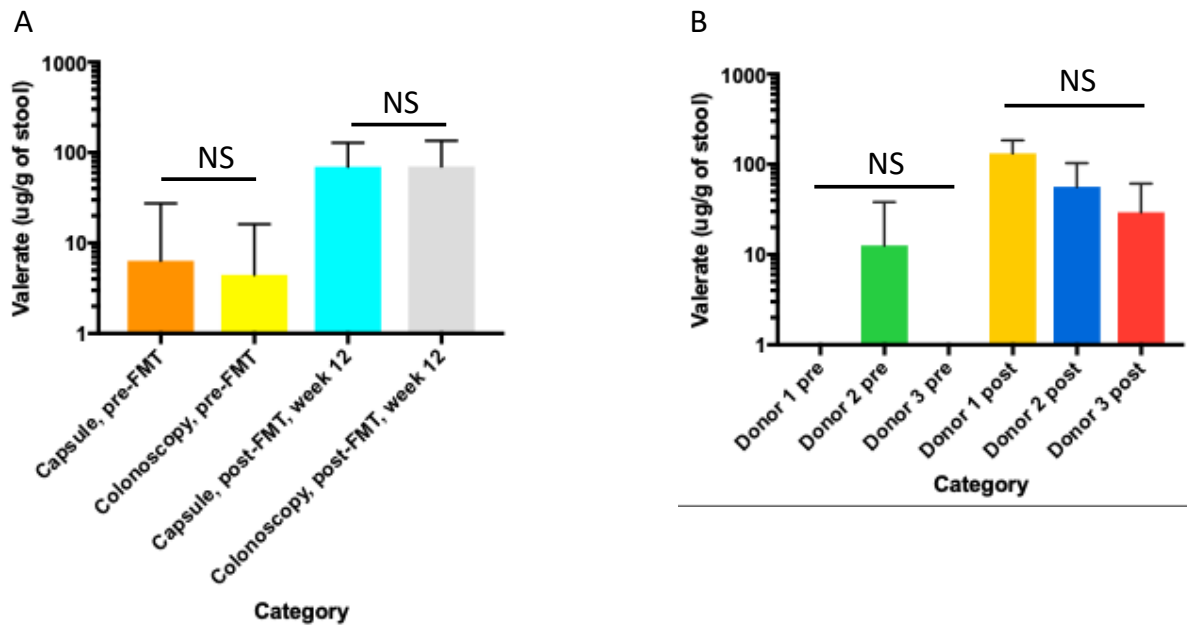 A
Valerate (ug/g of stool)
1000
100
10
1
NS
NS
Capsule, pre-FMT
Colonoscopy, pre-FMT
Capsule, post-FMT, week 12
Colonoscopy, post-FMT, week 12
Category
B
Valerate (ug/g of stool)
1000
100
10
1
NS
NS
Donor 1 pre
Donor 2 pre
Donor 3 pre
Donor 1 post
Donor 2 post
Donor 3 post
Category